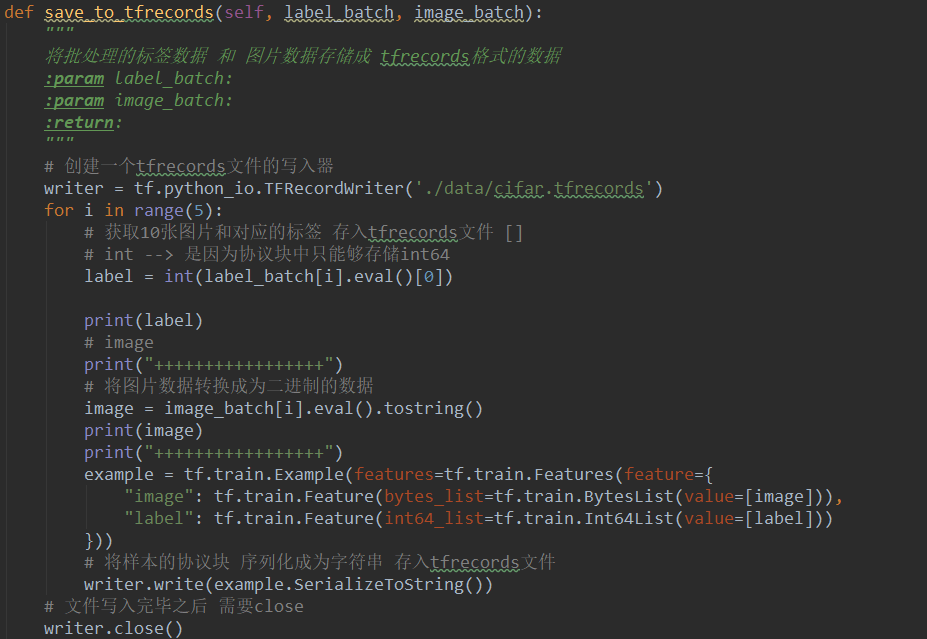 def save_to_tfrecords(self, label_batch, image_batch):
    """
    将批处理的标签数据 和 图片数据存储成 tfrecords格式的数据
    :param label_batch:
    :param image_batch:
    :return:
    """
    # 创建一个tfrecords文件的写入器
    writer = tf.python_io.TFRecordWriter('./data/cifar.tfrecords')
    for i in range(5):
        # 获取10张图片和对应的标签 存入tfrecords文件 []
        # int --> 是因为协议块中只能够存储int64
        label = int(label_batch[i].eval()[0])

        print(label)
        # image
        print("+++++++++++++++++")
        # 将图片数据转换成为二进制的数据
        image = image_batch[i].eval().tostring()
        print(image)
        print("+++++++++++++++++")
        example = tf.train.Example(features=tf.train.Features(feature={
            "image": tf.train.Feature(bytes_list=tf.train.BytesList(value=[image])),
            "label": tf.train.Feature(int64_list=tf.train.Int64List(value=[label]))
        }))
        # 将样本的协议块 序列化成为字符串 存入tfrecords文件
        writer.write(example.SerializeToString())
    # 文件写入完毕之后 需要close
    writer.close()